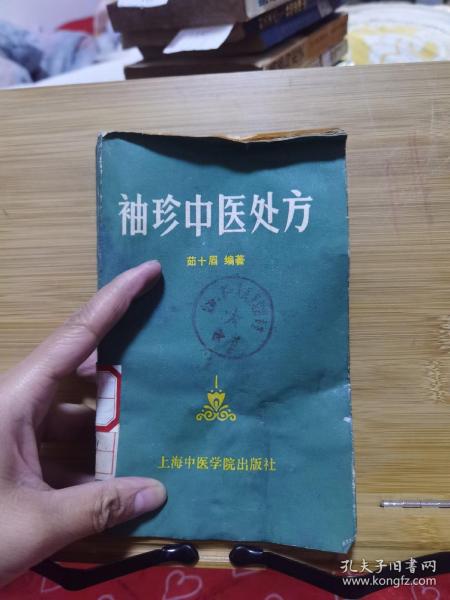 袖珍中医处方
茹十眉 编著
上海中医学院出版社
孔夫子旧书网
www.kongfz.com